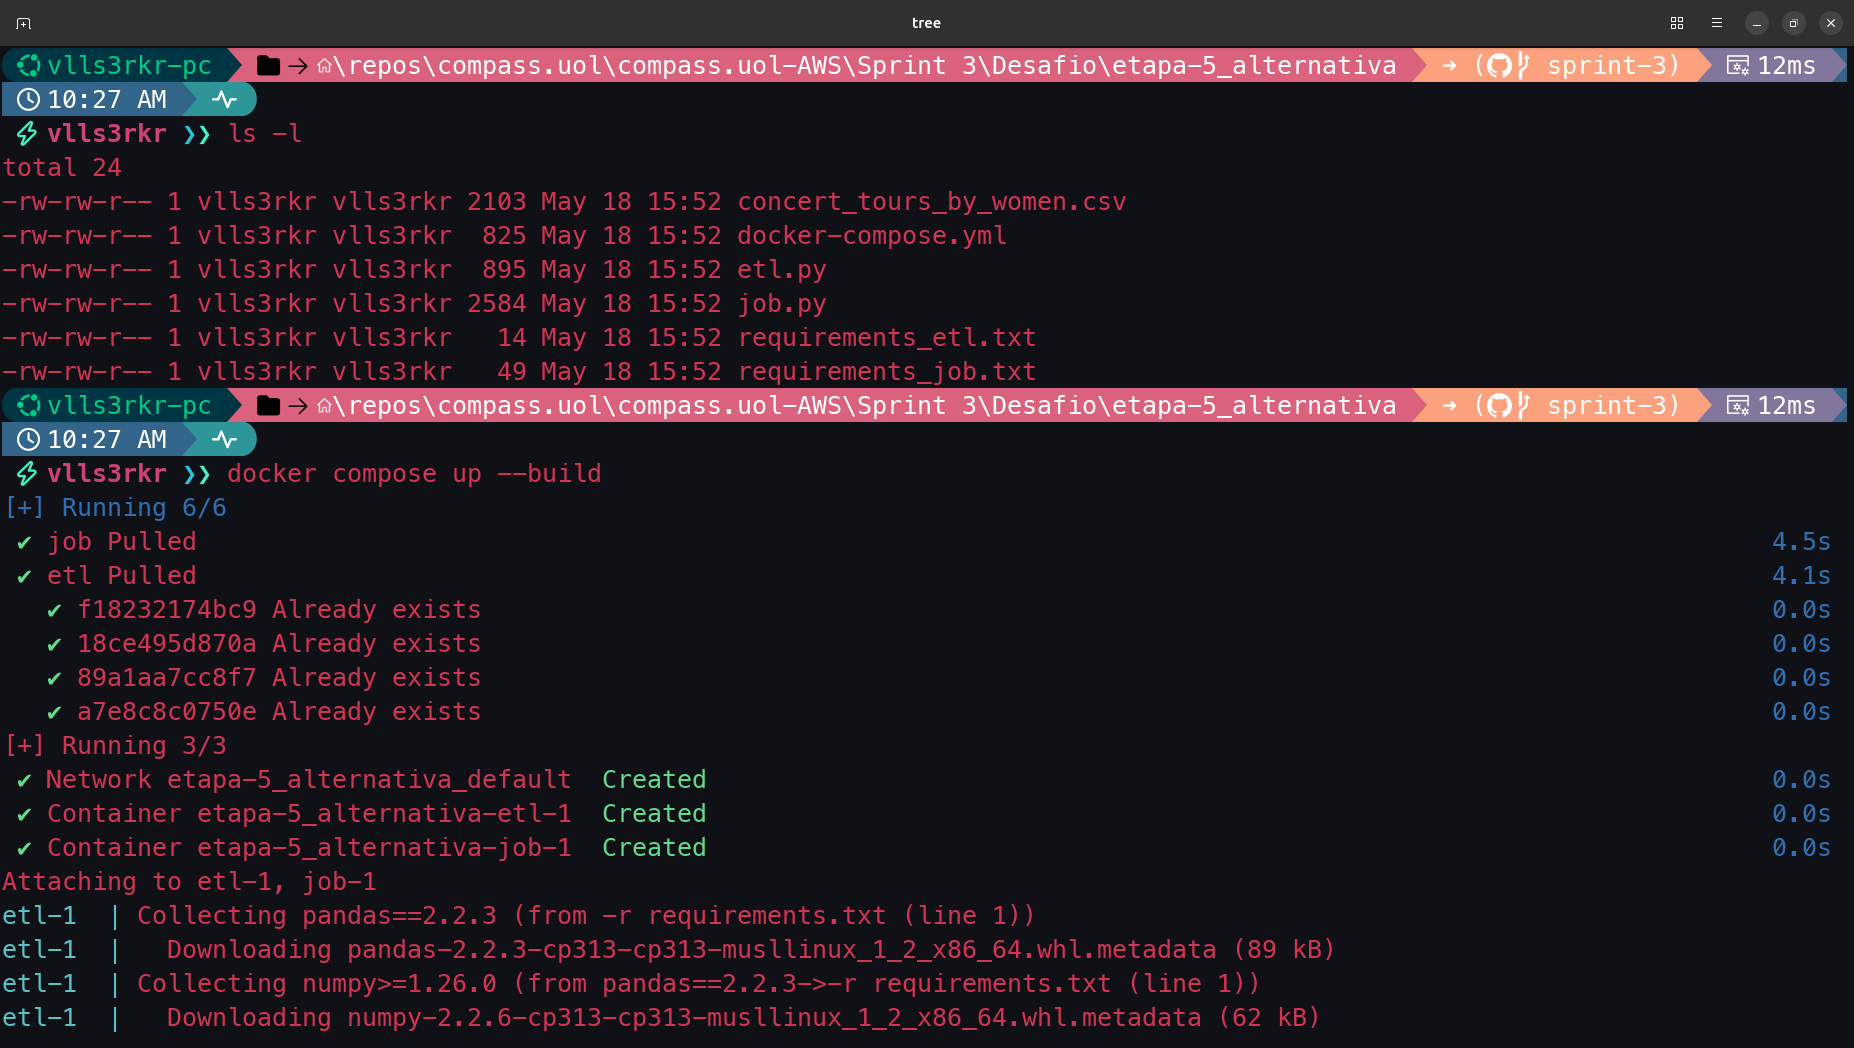 tree
vlls3rkr-pc → \repos\compass.uol\compass.uol-AWS\Sprint 3\Desafio\etapa-5_alternativa → ( sprint-3) 12ms
10:27 AM
vlls3rkr ❯❯ ls -l
total 24
-rw-rw-r-- 1 vlls3rkr vlls3rkr 2103 May 18 15:52 concert_tours_by_women.csv
-rw-rw-r-- 1 vlls3rkr vlls3rkr  825 May 18 15:52 docker-compose.yml
-rw-rw-r-- 1 vlls3rkr vlls3rkr  895 May 18 15:52 etl.py
-rw-rw-r-- 1 vlls3rkr vlls3rkr 2584 May 18 15:52 job.py
-rw-rw-r-- 1 vlls3rkr vlls3rkr   14 May 18 15:52 requirements_etl.txt
-rw-rw-r-- 1 vlls3rkr vlls3rkr   49 May 18 15:52 requirements_job.txt
vlls3rkr-pc → \repos\compass.uol\compass.uol-AWS\Sprint 3\Desafio\etapa-5_alternativa → ( sprint-3) 12ms
10:27 AM
vlls3rkr ❯❯ docker compose up --build
[+] Running 6/6
✔ job Pulled 4.5s
✔ etl Pulled 4.1s
✔ f18232174bc9 Already exists 0.0s
✔ 18ce495d870a Already exists 0.0s
✔ 89a1aa7cc8f7 Already exists 0.0s
✔ a7e8c8c0750e Already exists 0.0s
[+] Running 3/3
✔ Network etapa-5_alternativa_default  Created 0.0s
✔ Container etapa-5_alternativa-etl-1  Created 0.0s
✔ Container etapa-5_alternativa-job-1  Created 0.0s
Attaching to etl-1, job-1
etl-1  | Collecting pandas==2.2.3 (from -r requirements.txt (line 1))
etl-1  |   Downloading pandas-2.2.3-cp313-cp313-musllinux_1_2_x86_64.whl.metadata (89 kB)
etl-1  | Collecting numpy>=1.26.0 (from pandas==2.2.3->-r requirements.txt (line 1))
etl-1  |   Downloading numpy-2.2.6-cp313-cp313-musllinux_1_2_x86_64.whl.metadata (62 kB)